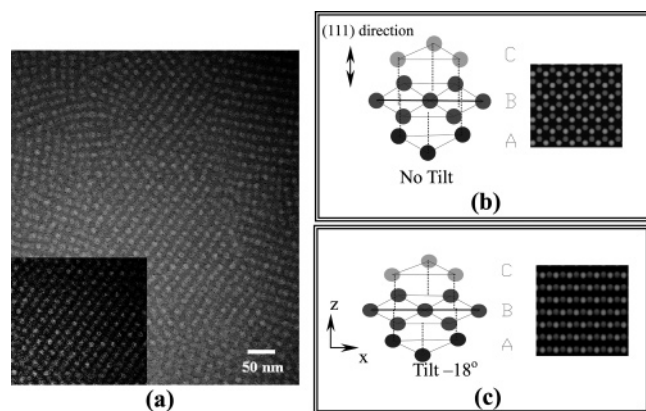 50 nm
(a)
(111) direction
C
B
A
No Tilt
(b)
C
B
A
z
x
Tilt –18°
(c)